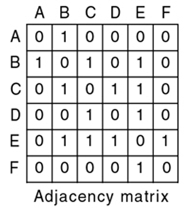 A B C D E F
A 0 1 0 0 0 0
B 1 0 1 0 1 0
C 0 1 0 1 1 0
D 0 0 1 0 1 0
E 0 1 1 1 0 1
F 0 0 0 0 1 0
Adjacency matrix